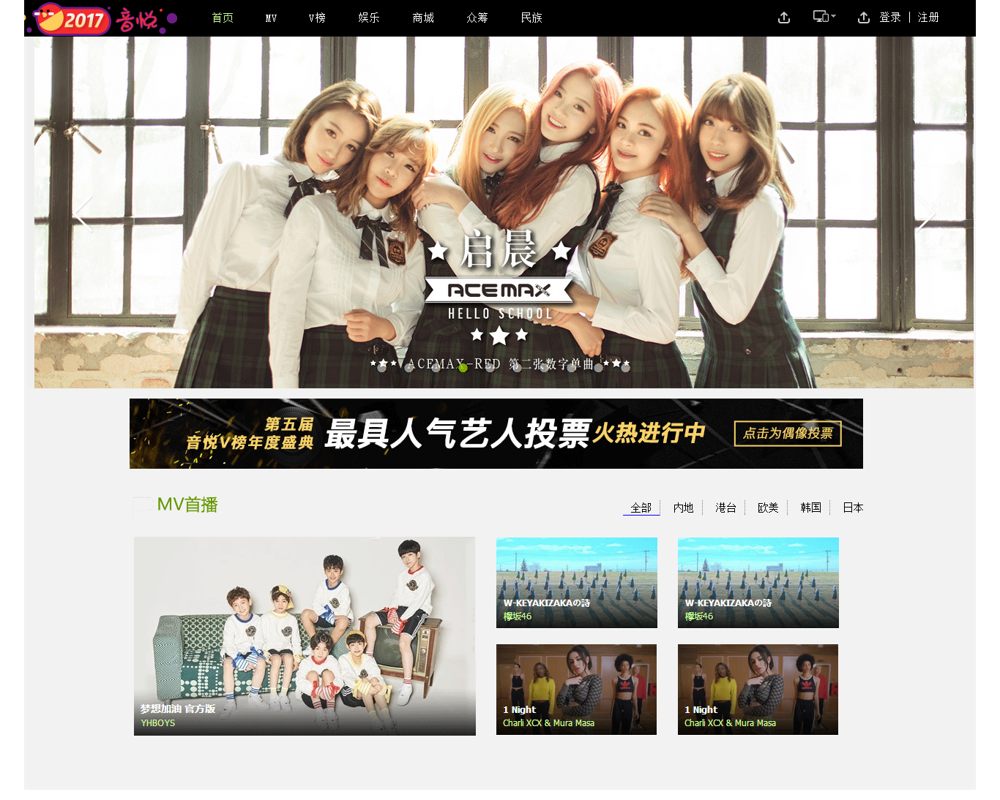 2017 音悦
首页 MV V榜 娱乐 商城 众筹 民族 登录 | 注册
启晨
ACEMAX
HELLO SCHOOL
ACEMAX-RED 第二张数字单曲
第五届
音悦V榜年度盛典
最具人气艺人投票火热进行中
点击为偶像投票
MV首播
全部 内地 港台 欧美 韩国 日本
梦想加油 官方版
YHBOYS
W-KEYAKIZAKAの詩
欅坂46
W-KEYAKIZAKAの詩
欅坂46
1 Night
Charli XCX & Mura Masa
1 Night
Charli XCX & Mura Masa